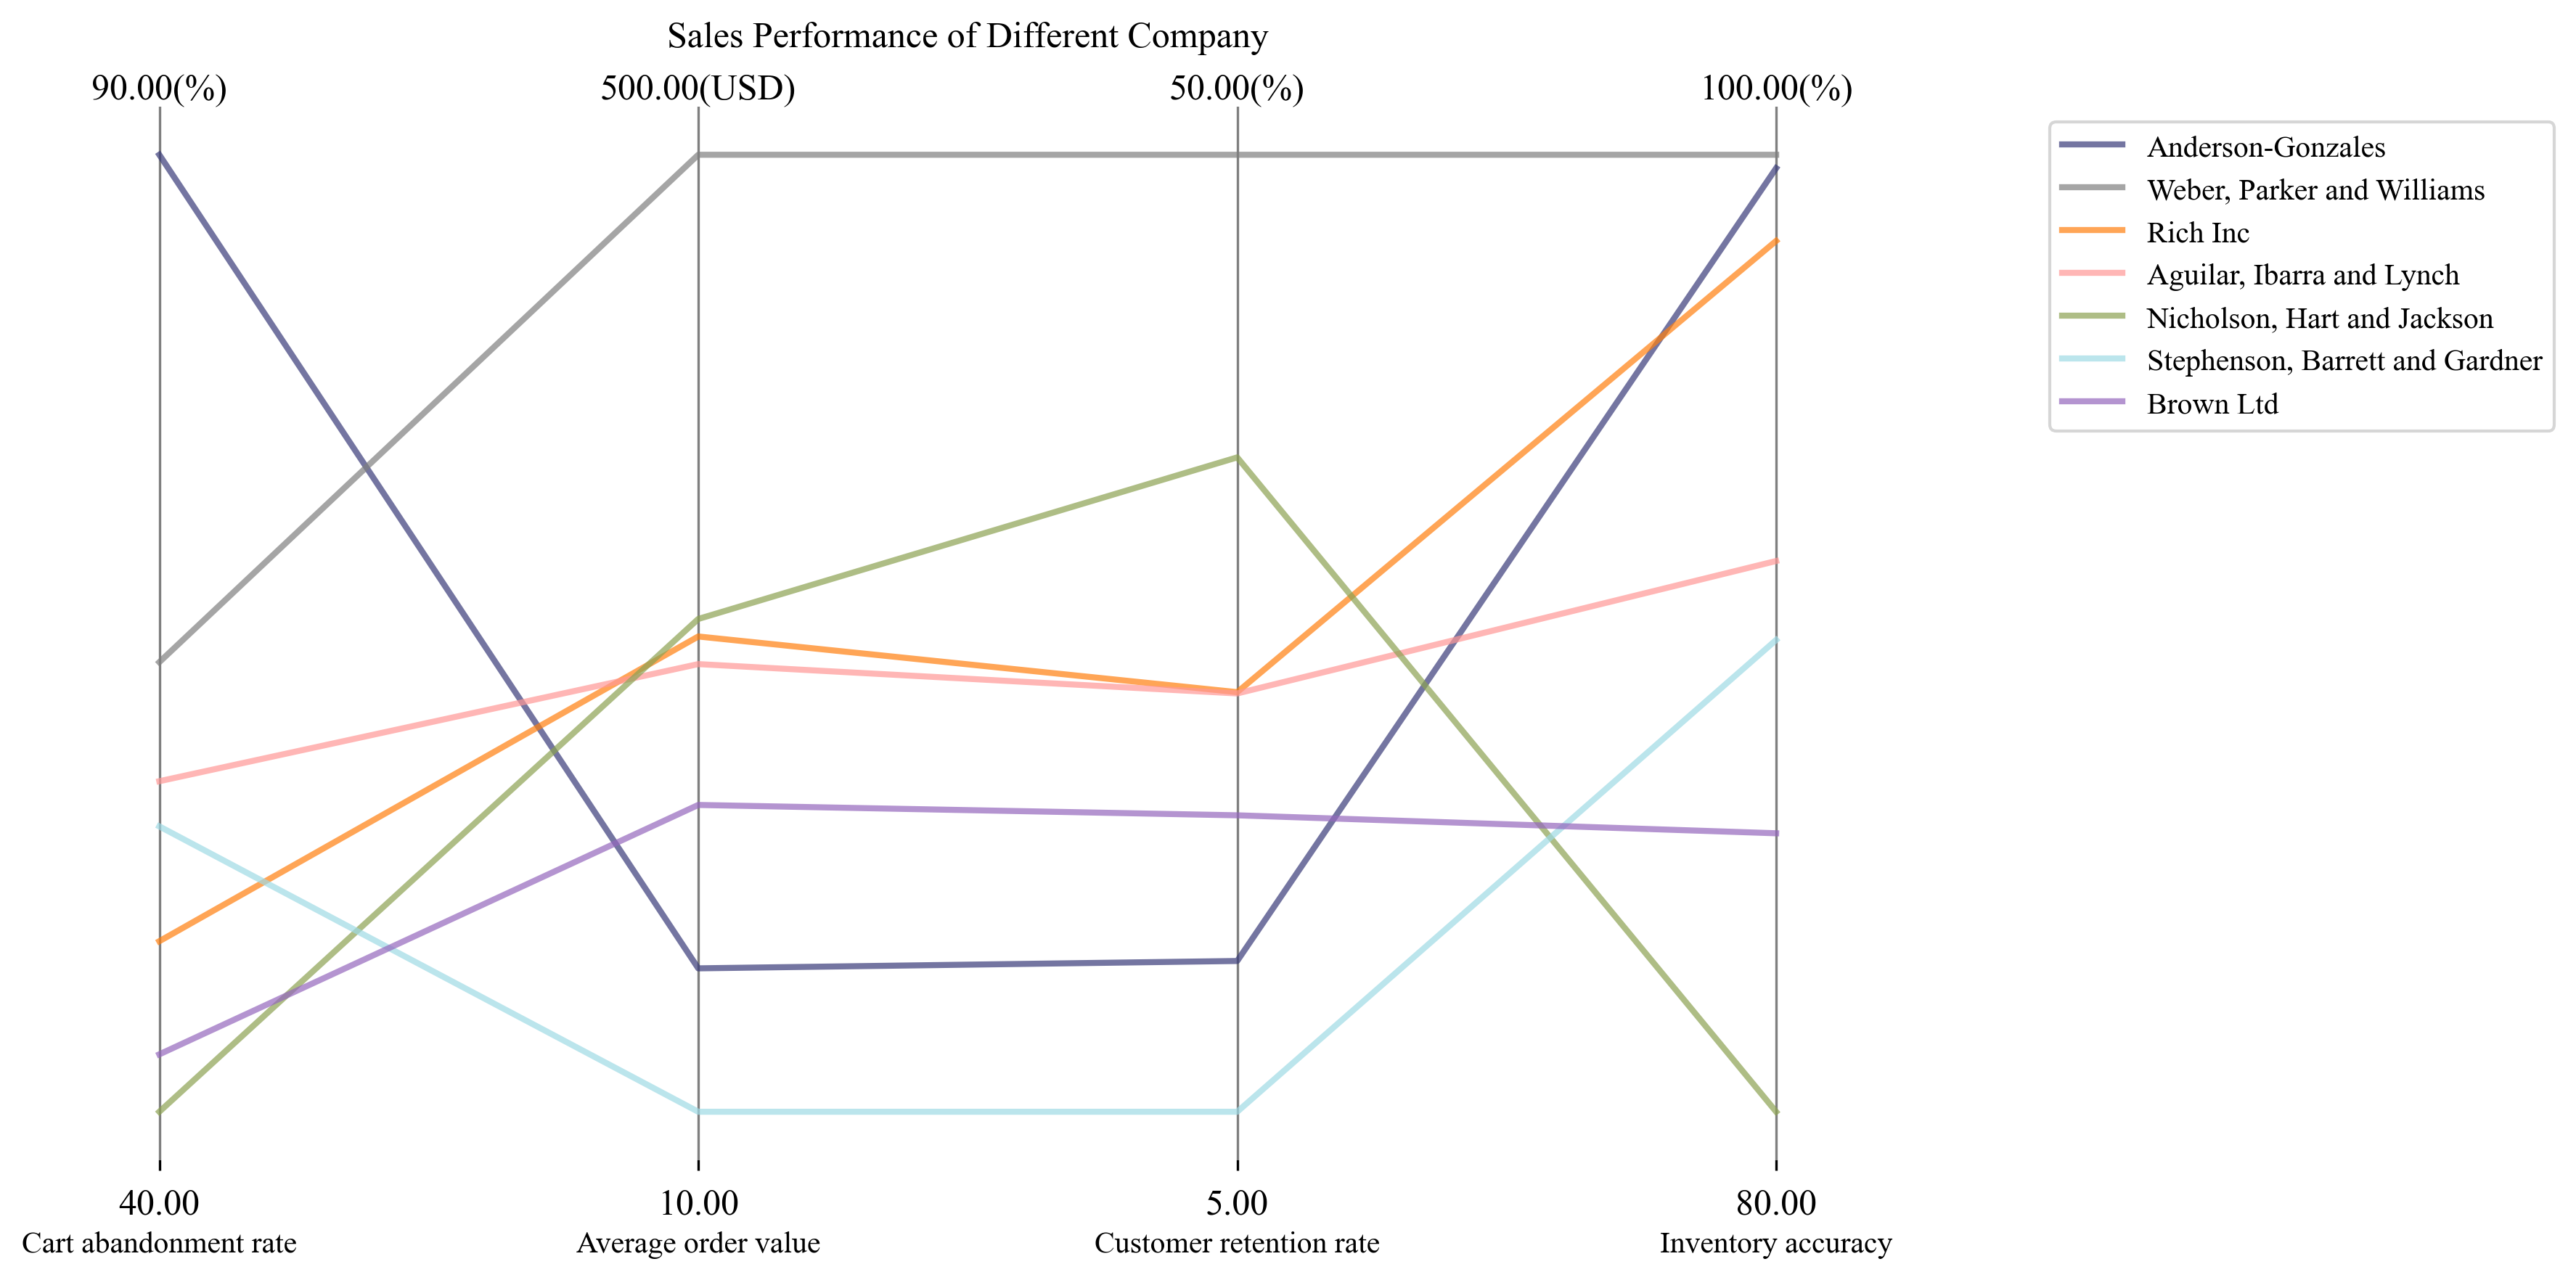 Sales Performance of Different Company
90.00(%)
500.00(USD)
50.00(%)
100.00(%)
Anderson-Gonzales
Weber, Parker and Williams
Rich Inc
Aguilar, Ibarra and Lynch
Nicholson, Hart and Jackson
Stephenson, Barrett and Gardner
Brown Ltd
40.00
10.00
5.00
80.00
Cart abandonment rate
Average order value
Customer retention rate
Inventory accuracy